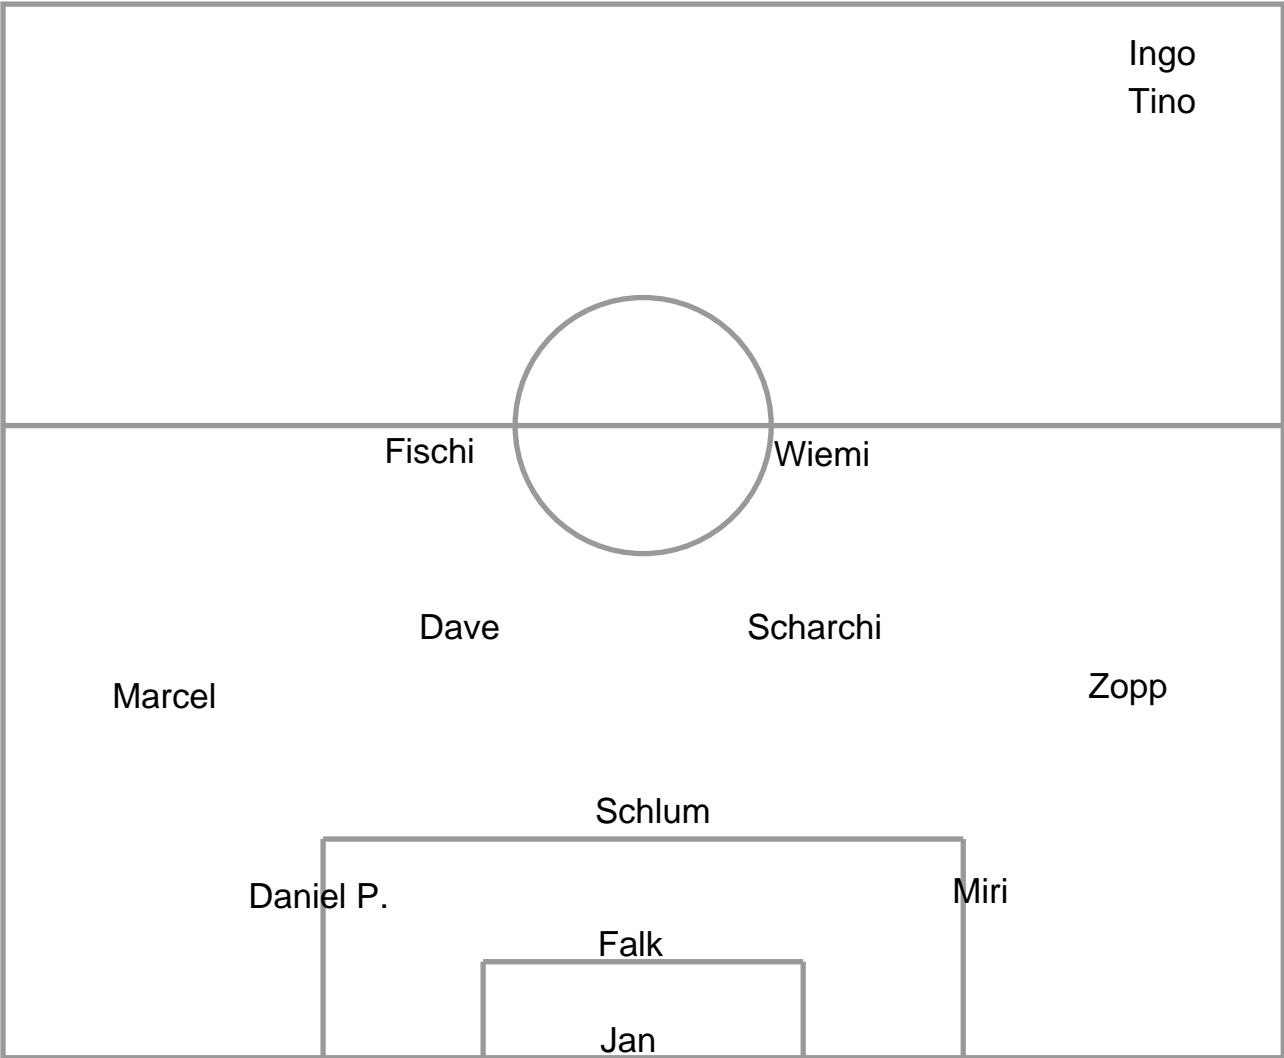 Ingo
Tino
Fischi
Wiemi
Dave
Scharchi
Marcel
Zopp
Schlum
Daniel P.
Miri
Falk
Jan